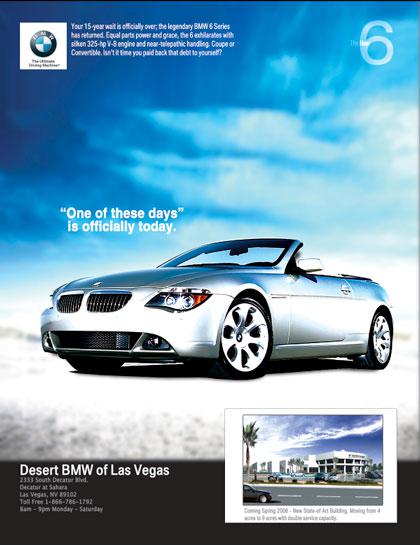 BMW
The Ultimate
Driving Machine®
Your 15-year wait is officially over; the legendary BMW 6 Series
has returned. Equal parts power and grace, the 6 exhilarates with
silken 325-hp V-8 engine and near-telepathic handling. Coupe or
Convertible. Isn't it time you paid back that debt to yourself?
The New
6
"One of these days"
is officially today.
Desert BMW of Las Vegas
2333 South Decatur Blvd.
Decatur at Sahara
Las Vegas, NV 89102
Toll Free 1-866-786-1792
8am - 9pm Monday - Saturday
Coming Spring 2006 - New State-of Art Building. Moving from 4
acres to 9 acres with double service capacity.